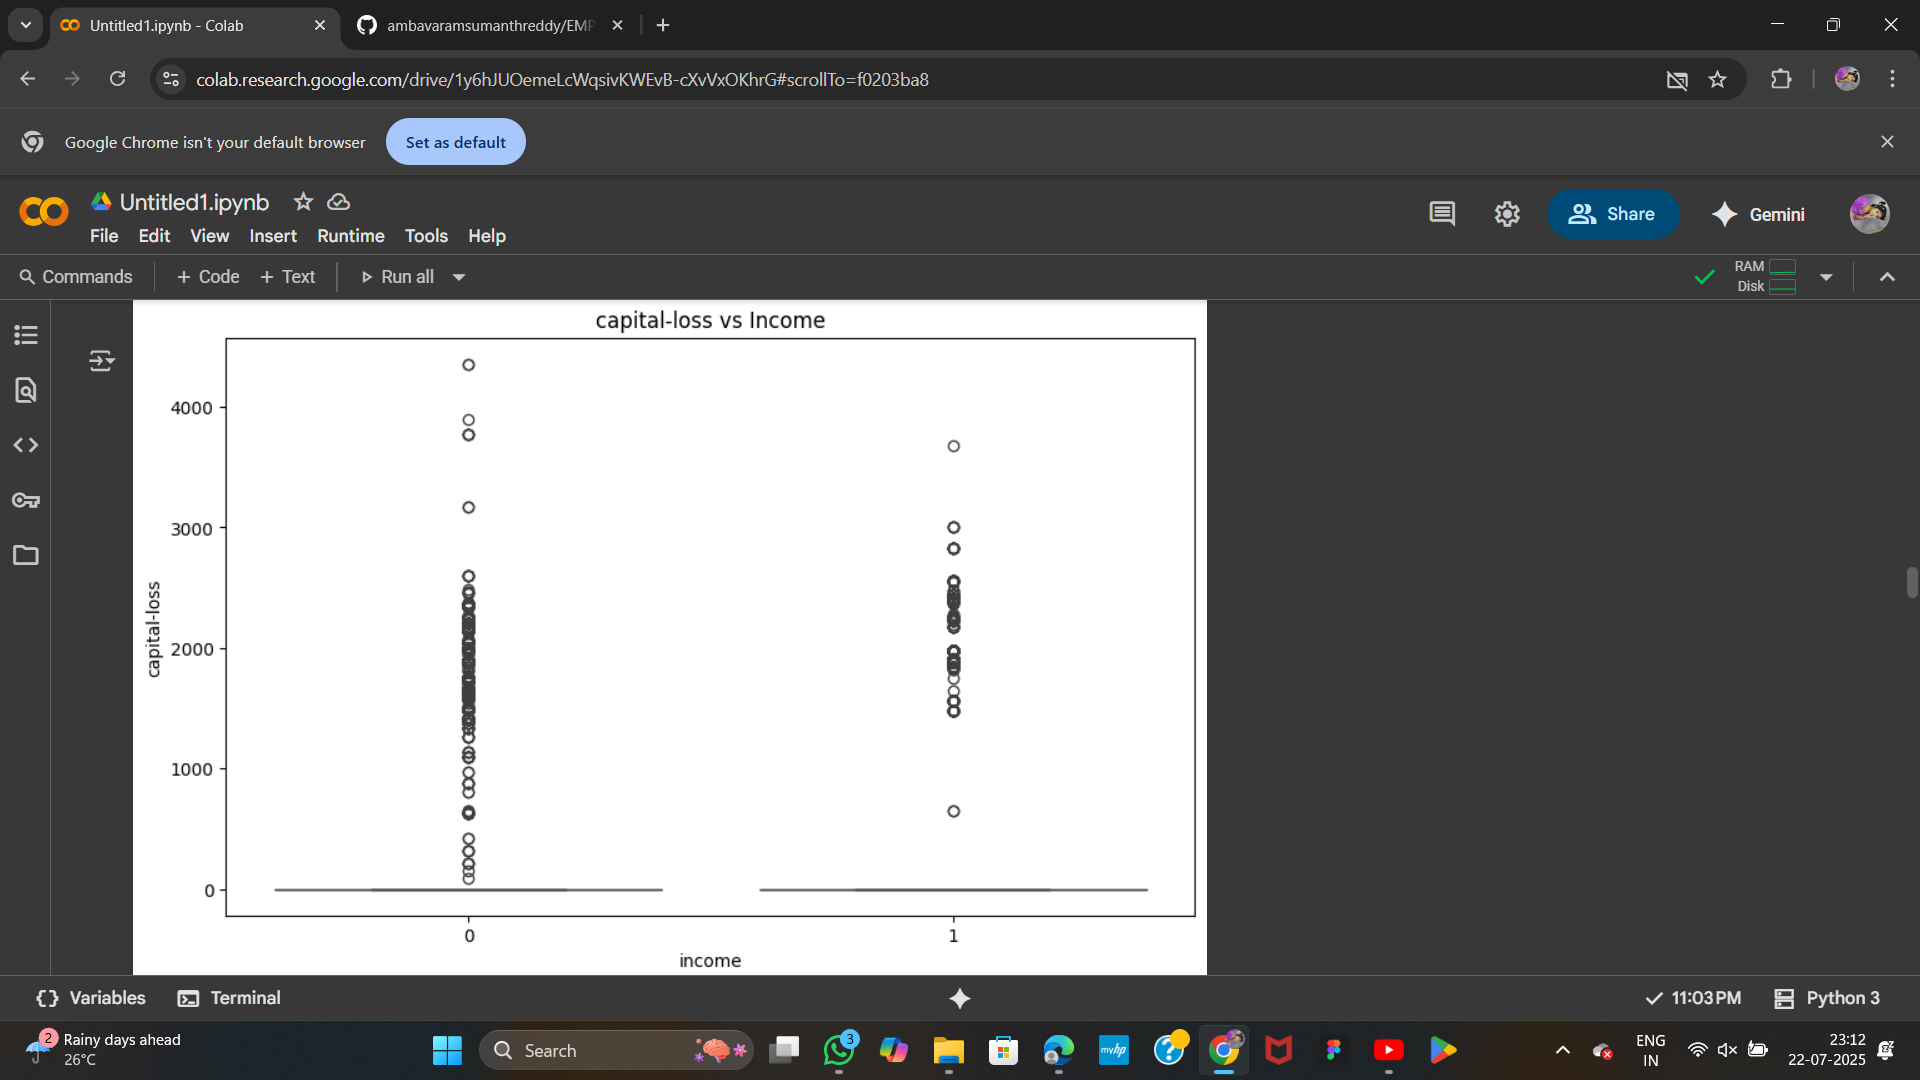 Untitled1.ipynb - Colab
ambavaramsumanthreddy/EMP
colab.research.google.com/drive/1y6hJUOemeLcWqsivKWEvB-cXvVxOKhrG#scrollTo=f0203ba8
Google Chrome isn't your default browser
Set as default
Untitled1.ipynb
File Edit View Insert Runtime Tools Help
Share
Gemini
Commands
+ Code + Text
Run all
RAM
Disk
capital-loss vs Income
4000
3000
2000
1000
0
capital-loss
0 1
income
Variables
Terminal
11:03 PM
Python 3
2
Rainy days ahead
26°C
Search
3
myhp
ENG
IN
23:12
22-07-2025